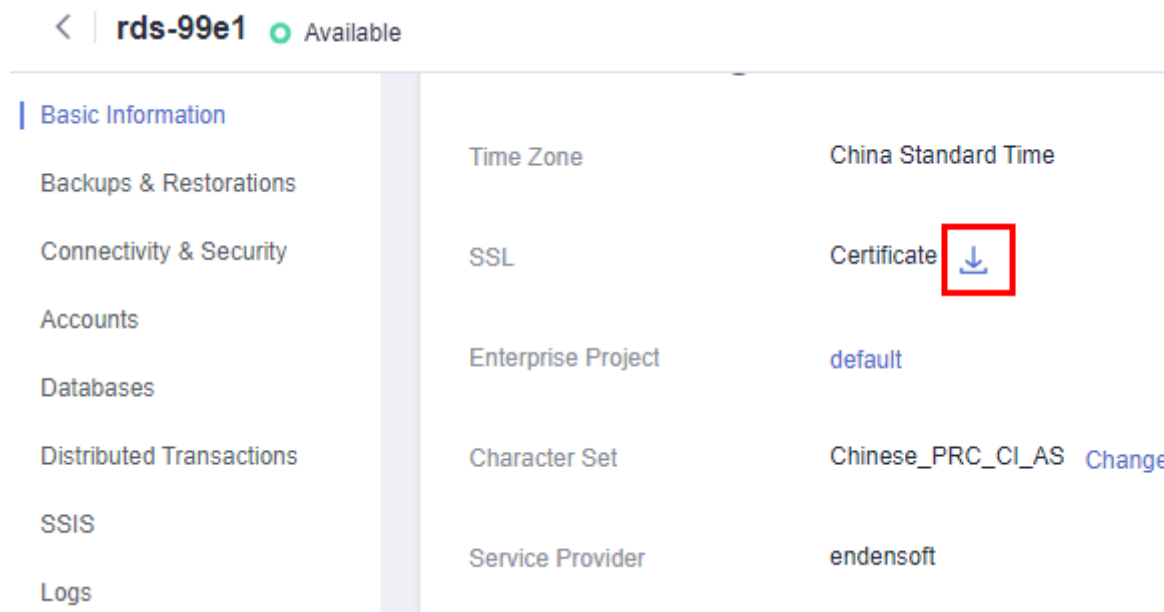 rds-99e1 Available
Basic Information
Backups & Restorations
Connectivity & Security
Accounts
Databases
Distributed Transactions
SSIS
Logs
Time Zone China Standard Time
SSL Certificate
Enterprise Project default
Character Set Chinese_PRC_CI_AS Change
Service Provider endensoft